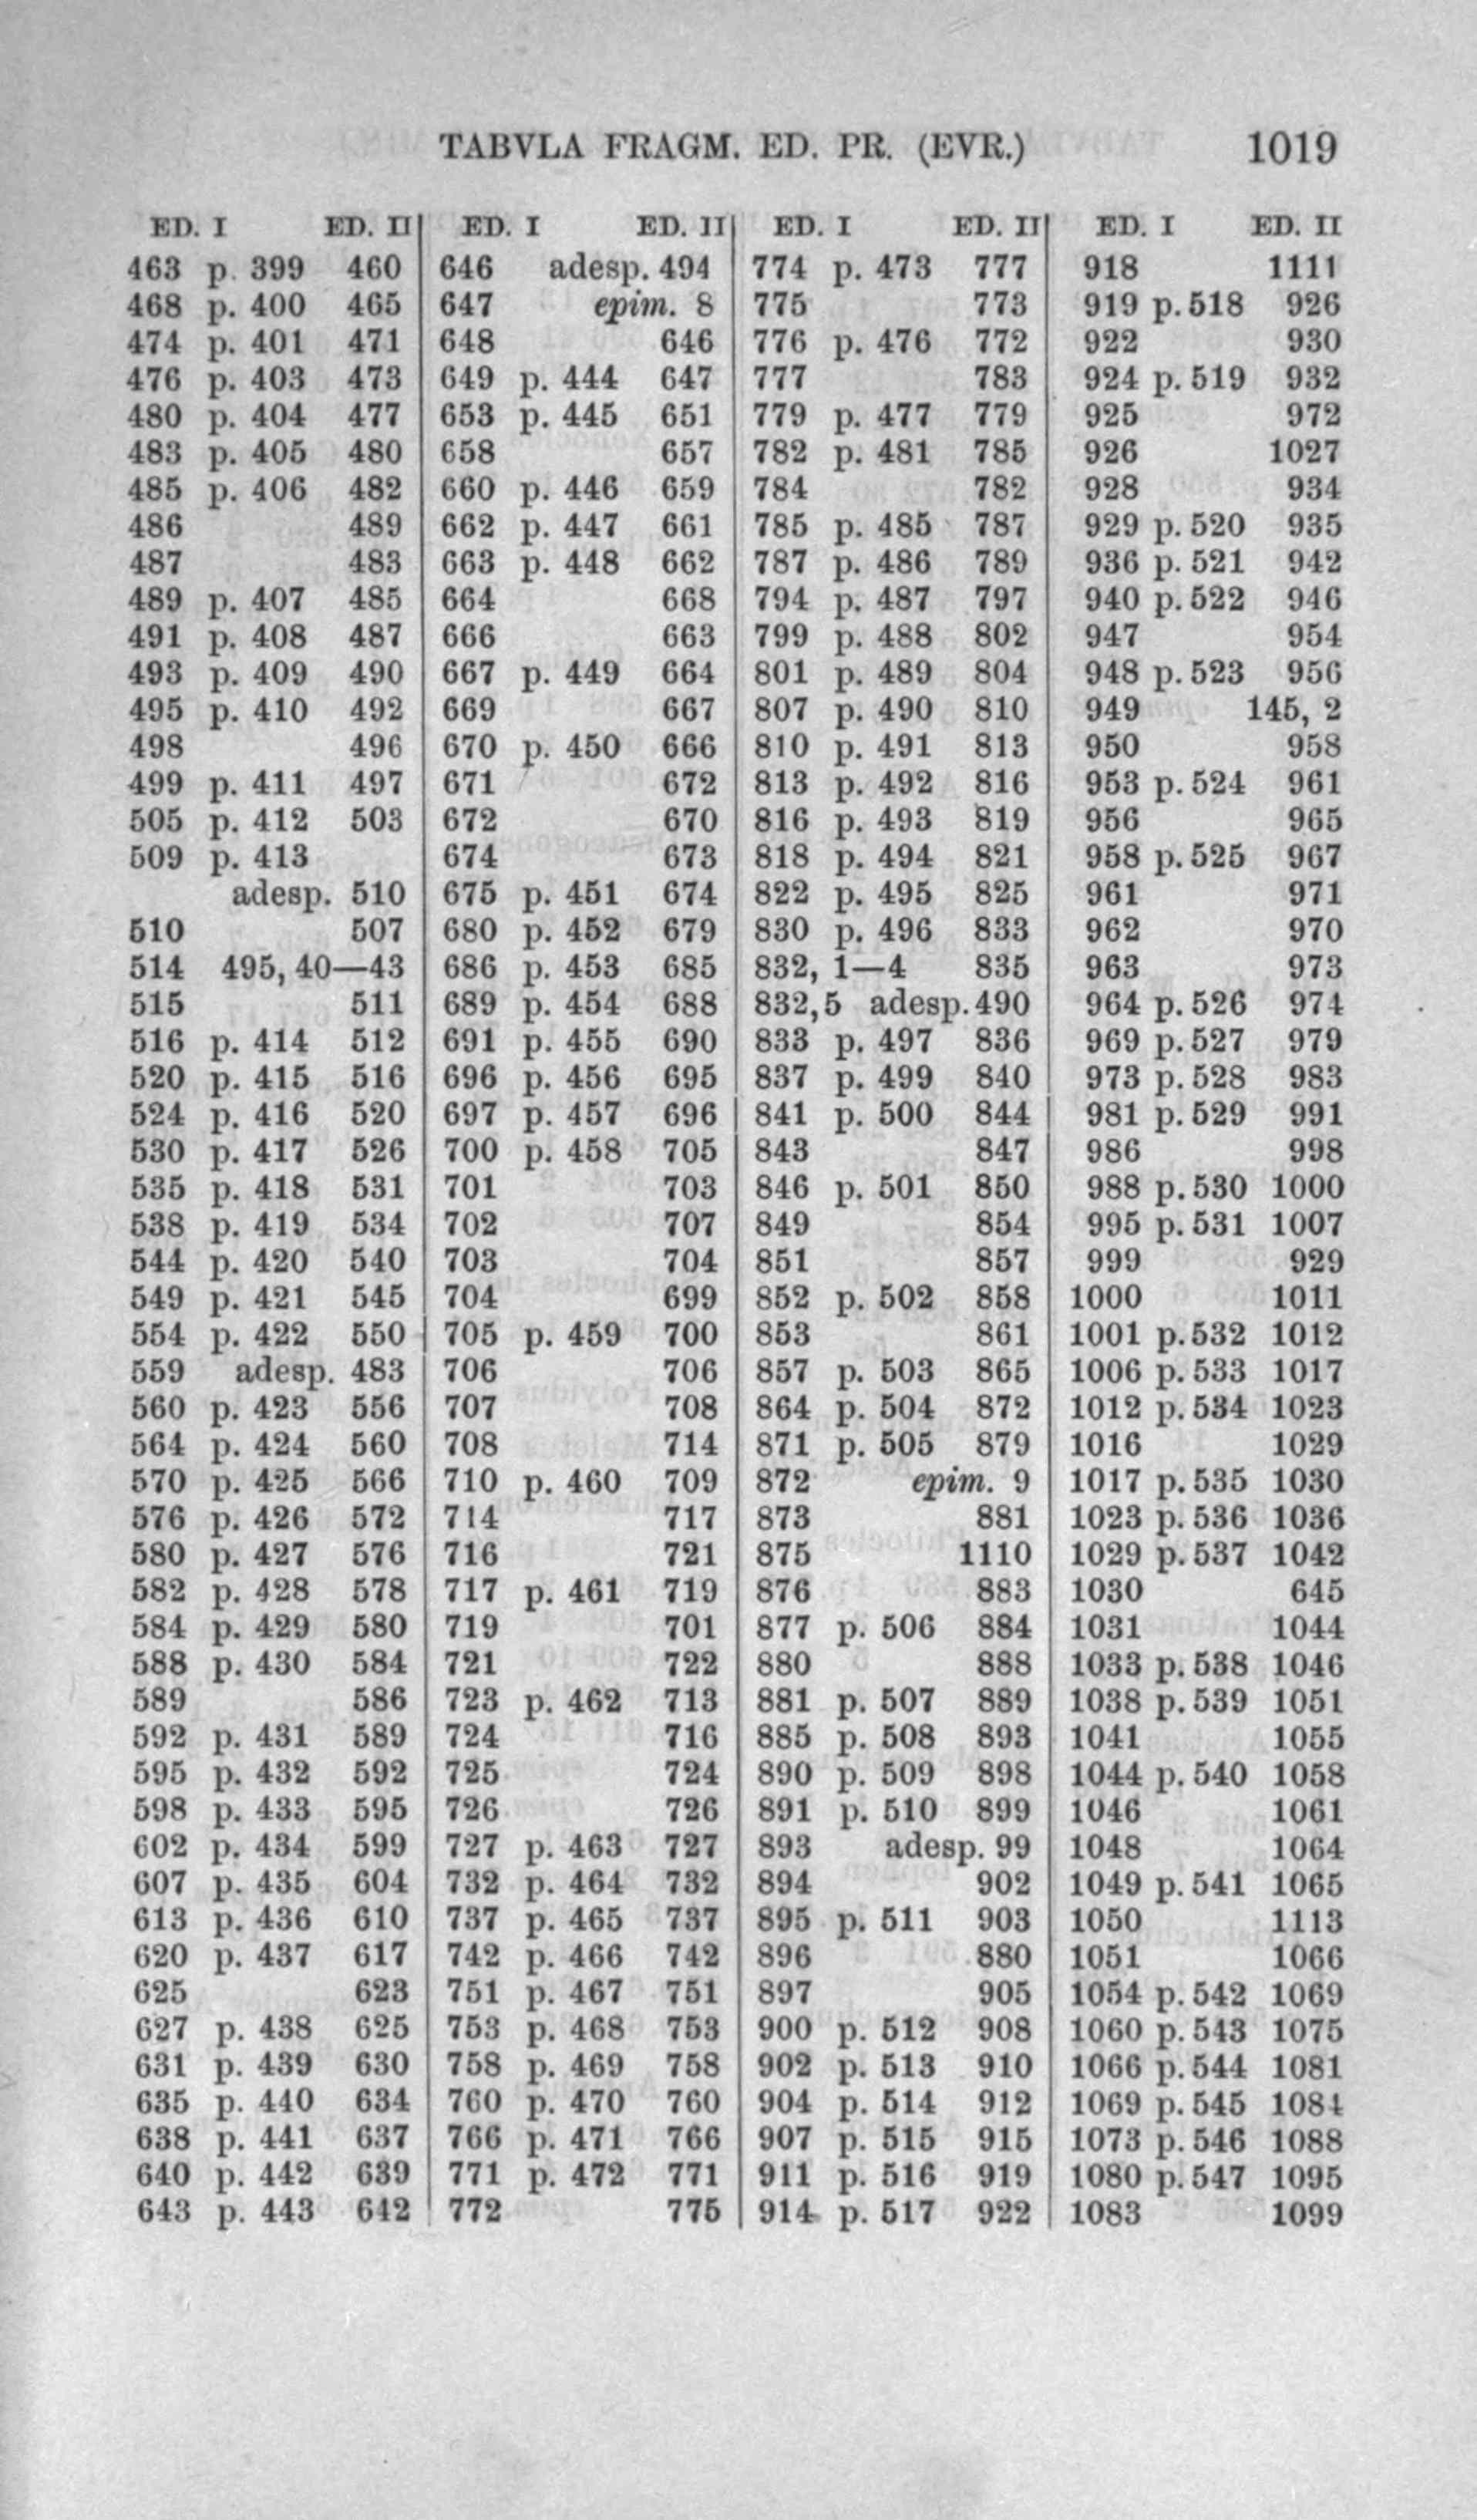 TABVLA FRAGM. ED. PR. (EVR.) 1019
ED. I ED. II
463 p. 399 460
468 p. 400 465
474 p. 401 471
476 p. 403 473
480 p. 404 477
483 p. 405 480
485 p. 406 482
486 489
487 483
489 p. 407 485
491 p. 408 487
493 p. 409 490
495 p. 410 492
498 496
499 p. 411 497
505 p. 412 503
509 p. 413
adesp. 510
510 507
514 495, 40—43
515 511
516 p. 414 512
520 p. 415 516
524 p. 416 520
530 p. 417 526
535 p. 418 531
538 p. 419 534
544 p. 420 540
549 p. 421 545
554 p. 422 550
559 adesp. 483
560 p. 423 556
564 p. 424 560
570 p. 425 566
576 p. 426 572
580 p. 427 576
582 p. 428 578
584 p. 429 580
588 p. 430 584
589 586
592 p. 431 589
595 p. 432 592
598 p. 433 595
602 p. 434 599
607 p. 435 604
613 p. 436 610
620 p. 437 617
625 623
627 p. 438 625
631 p. 439 630
635 p. 440 634
638 p. 441 637
640 p. 442 639
643 p. 443 642
ED. I ED. II
646 adesp. 494
647 epim. 8
648 646
649 p. 444 647
653 p. 445 651
658 657
660 p. 446 659
662 p. 447 661
663 p. 448 662
664 668
666 663
667 p. 449 664
669 667
670 p. 450 666
671 672
672 670
674 673
675 p. 451 674
680 p. 452 679
686 p. 453 685
689 p. 454 688
691 p. 455 690
696 p. 456 695
697 p. 457 696
700 p. 458 705
701 703
702 707
703 704
704 699
705 p. 459 700
706 706
707 708
708 714
710 p. 460 709
714 717
716 721
717 p. 461 719
719 701
721 722
723 p. 462 713
724 716
725 724
726 726
727 p. 463 727
732 p. 464 732
737 p. 465 737
742 p. 466 742
751 p. 467 751
753 p. 468 753
758 p. 469 758
760 p. 470 760
766 p. 471 766
771 p. 472 771
772 775
ED. I ED. II
774 p. 473 777
775 773
776 p. 476 772
777 783
779 p. 477 779
782 p. 481 785
784 782
785 p. 485 787
787 p. 486 789
794 p. 487 797
799 p. 488 802
801 p. 489 804
807 p. 490 810
810 p. 491 813
813 p. 492 816
816 p. 493 819
818 p. 494 821
822 p. 495 825
830 p. 496 833
832, 1—4 835
832,5 adesp. 490
833 p. 497 836
837 p. 499 840
841 p. 500 844
843 847
846 p. 501 850
849 854
851 857
852 p. 502 858
853 861
857 p. 503 865
864 p. 504 872
871 p. 505 879
872 epim. 9
873 881
875 1110
876 883
877 p. 506 884
880 888
881 p. 507 889
885 p. 508 893
890 p. 509 898
891 p. 510 899
893 adesp. 99
894 902
895 p. 511 903
896 880
897 905
900 p. 512 908
902 p. 513 910
904 p. 514 912
907 p. 515 915
911 p. 516 919
914 p. 517 922
ED. I ED. II
918 1111
919 p. 518 926
922 930
924 p. 519 932
925 972
926 1027
928 934
929 p. 520 935
936 p. 521 942
940 p. 522 946
947 954
948 p. 523 956
949 145, 2
950 958
953 p. 524 961
956 965
958 p. 525 967
961 971
962 970
963 973
964 p. 526 974
969 p. 527 979
973 p. 528 983
981 p. 529 991
986 998
988 p. 530 1000
995 p. 531 1007
999 929
1000 1011
1001 p. 532 1012
1006 p. 533 1017
1012 p. 534 1023
1016 1029
1017 p. 535 1030
1023 p. 536 1036
1029 p. 537 1042
1030 645
1031 1044
1033 p. 538 1046
1038 p. 539 1051
1041 1055
1044 p. 540 1058
1046 1061
1048 1064
1049 p. 541 1065
1050 1113
1051 1066
1054 p. 542 1069
1060 p. 543 1075
1066 p. 544 1081
1069 p. 545 1084
1073 p. 546 1088
1080 p. 547 1095
1083 1099